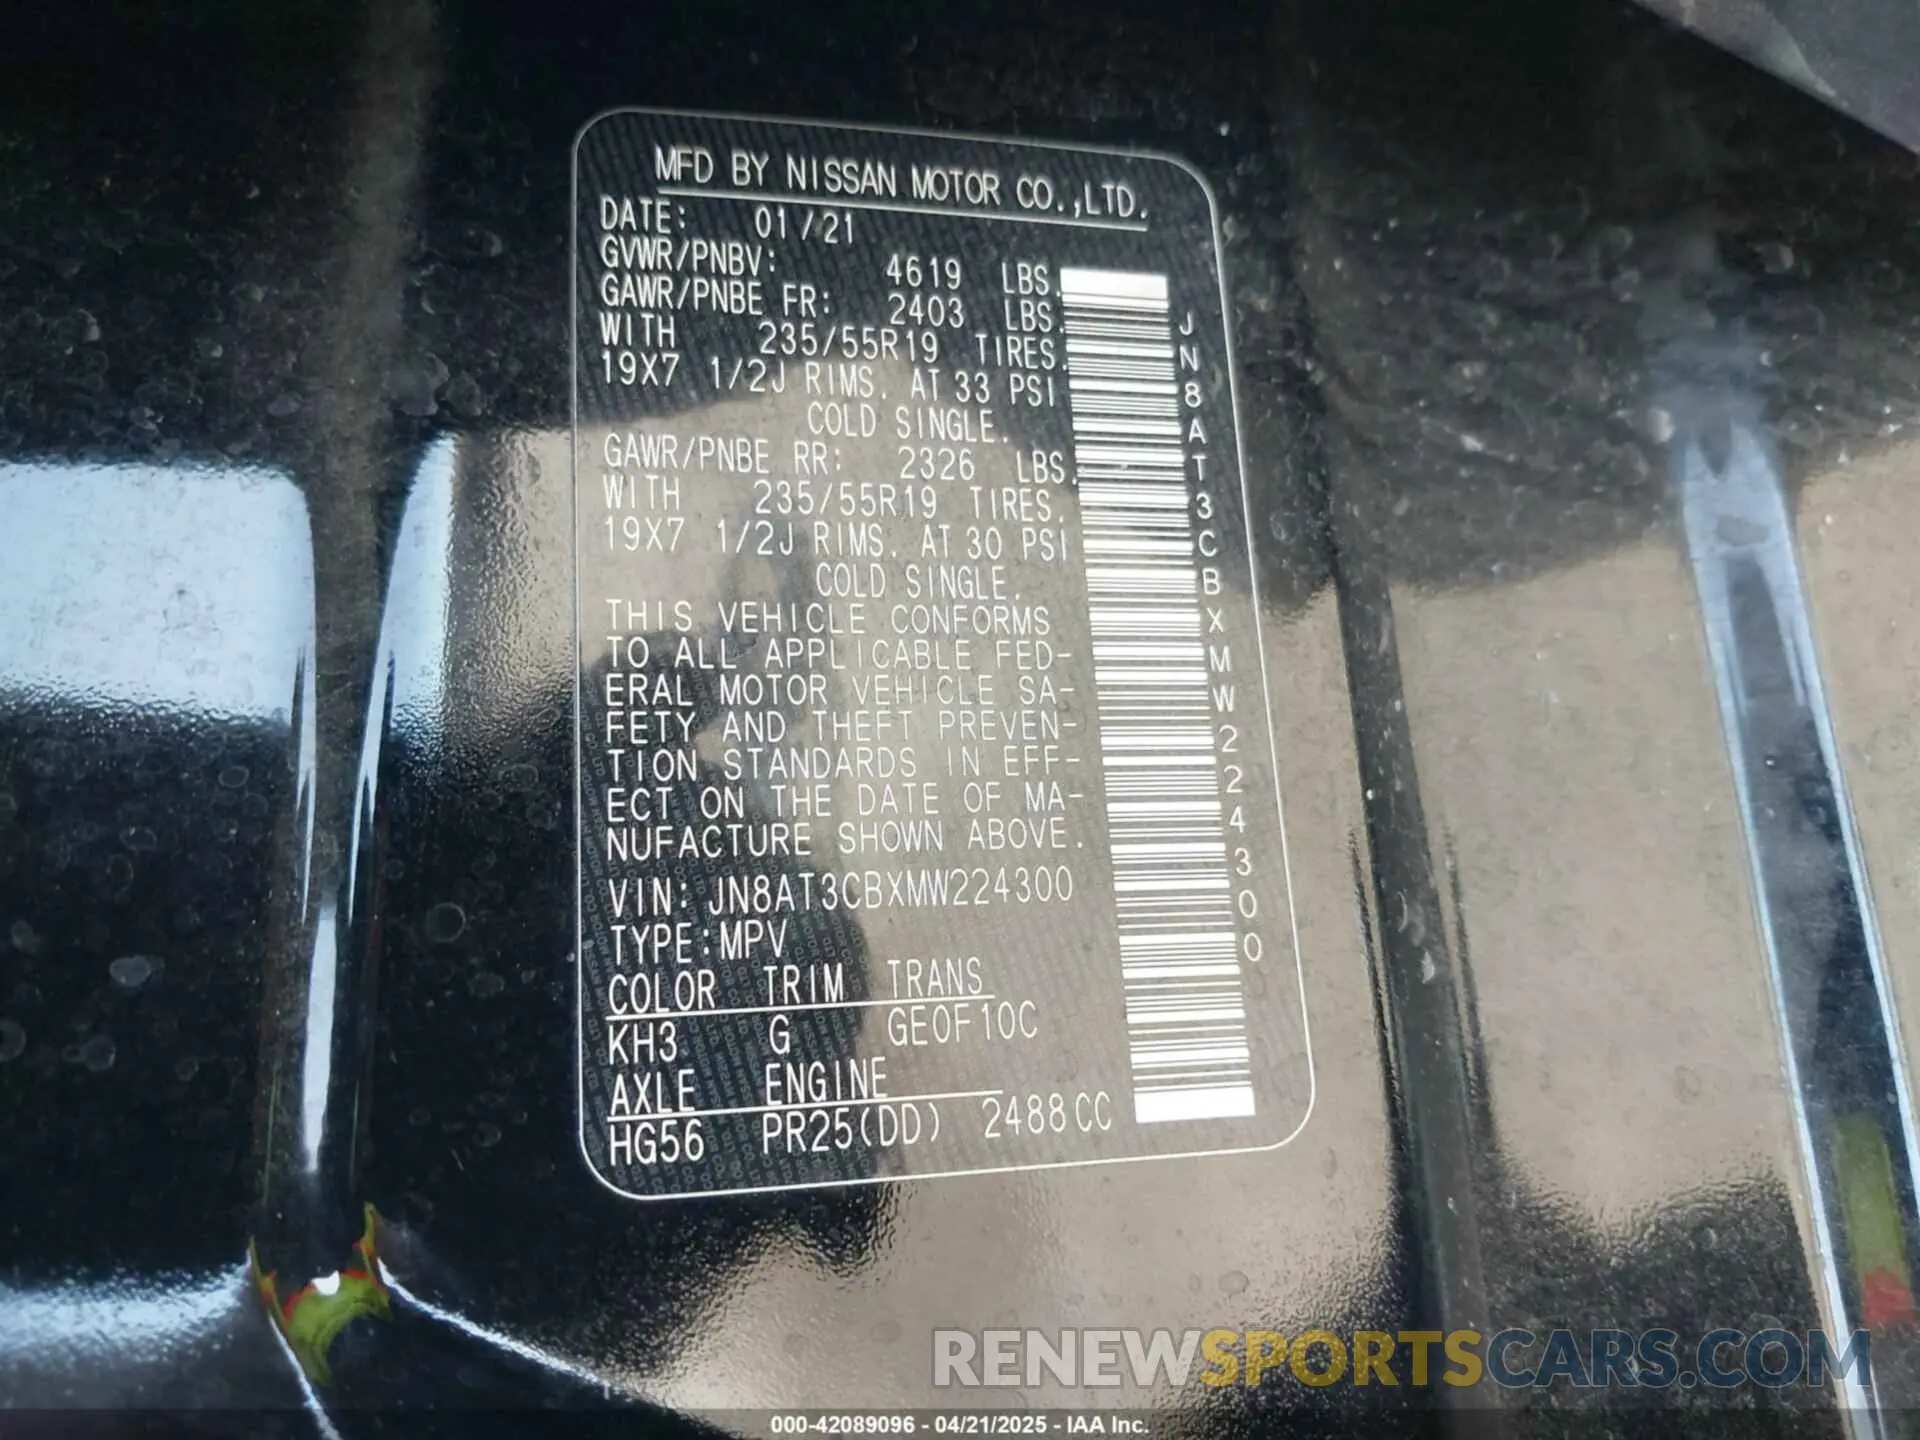 MFD BY NISSAN MOTOR CO.,LTD.
DATE: 01/21
GVWR/PNBV: 4619 LBS.
GAWR/PNBE FR: 2403 LBS.
WITH 235/55R19 TIRES.
19X7 1/2J RIMS. AT 33 PSI
COLD SINGLE.
GAWR/PNBE RR: 2326 LBS.
WITH 235/55R19 TIRES.
19X7 1/2J RIMS. AT 30 PSI
COLD SINGLE.
THIS VEHICLE CONFORMS
TO ALL APPLICABLE FED-
ERAL MOTOR VEHICLE SA-
FETY AND THEFT PREVEN-
TION STANDARDS IN EFF-
ECT ON THE DATE OF MA-
NUFACTURE SHOWN ABOVE.
VIN: JN8AT3CBXMW224300
TYPE:MPV
COLOR TRIM TRANS
KH3 G GE0F10C
AXLE ENGINE
HG56 PR25(DD) 2488CC
JN8AT3CBXMW224300
RENEWSPORTSCARS.COM
000-42089096 - 04/21/2025 - IAA Inc.